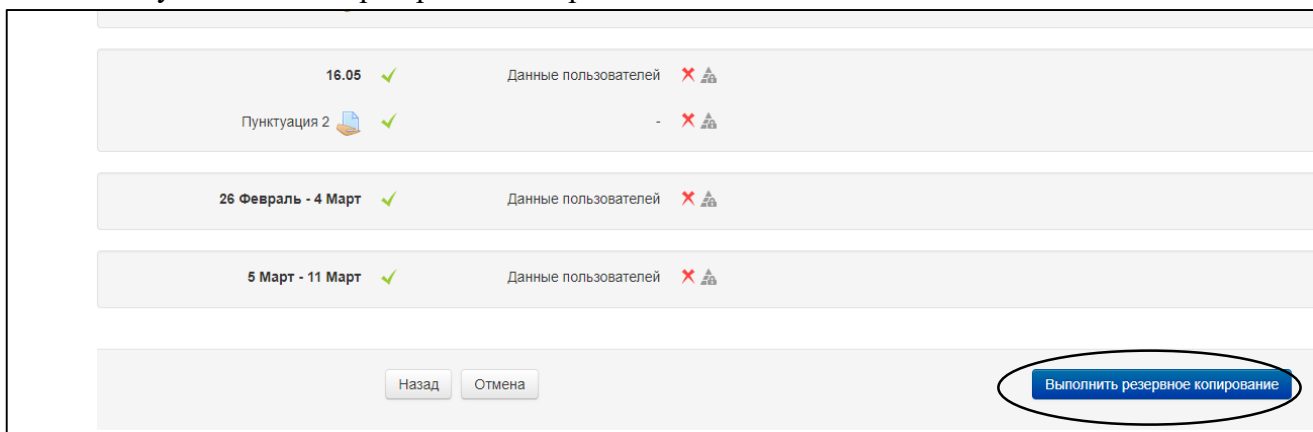 16.05 Данные пользователей
Пунктуация 2 -
26 Февраль - 4 Март Данные пользователей
5 Март - 11 Март Данные пользователей
Назад Отмена Выполнить резервное копирование